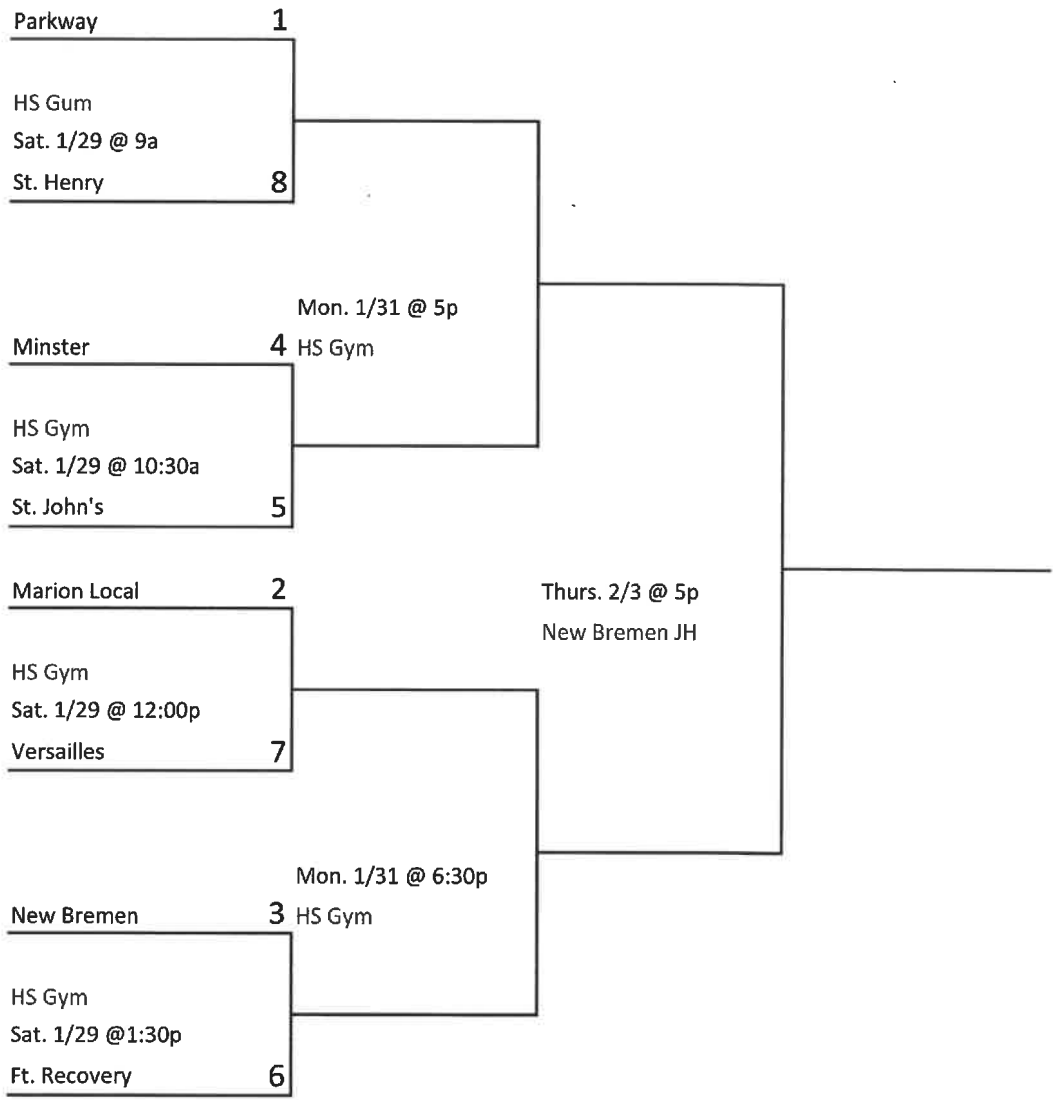 Parkway 1
HS Gum
Sat. 1/29 @ 9a
St. Henry 8
Mon. 1/31 @ 5p
Minster 4 HS Gym
HS Gym
Sat. 1/29 @ 10:30a
St. John's 5
Marion Local 2
Thurs. 2/3 @ 5p
New Bremen JH
HS Gym
Sat. 1/29 @ 12:00p
Versailles 7
Mon. 1/31 @ 6:30p
New Bremen 3 HS Gym
HS Gym
Sat. 1/29 @1:30p
Ft. Recovery 6